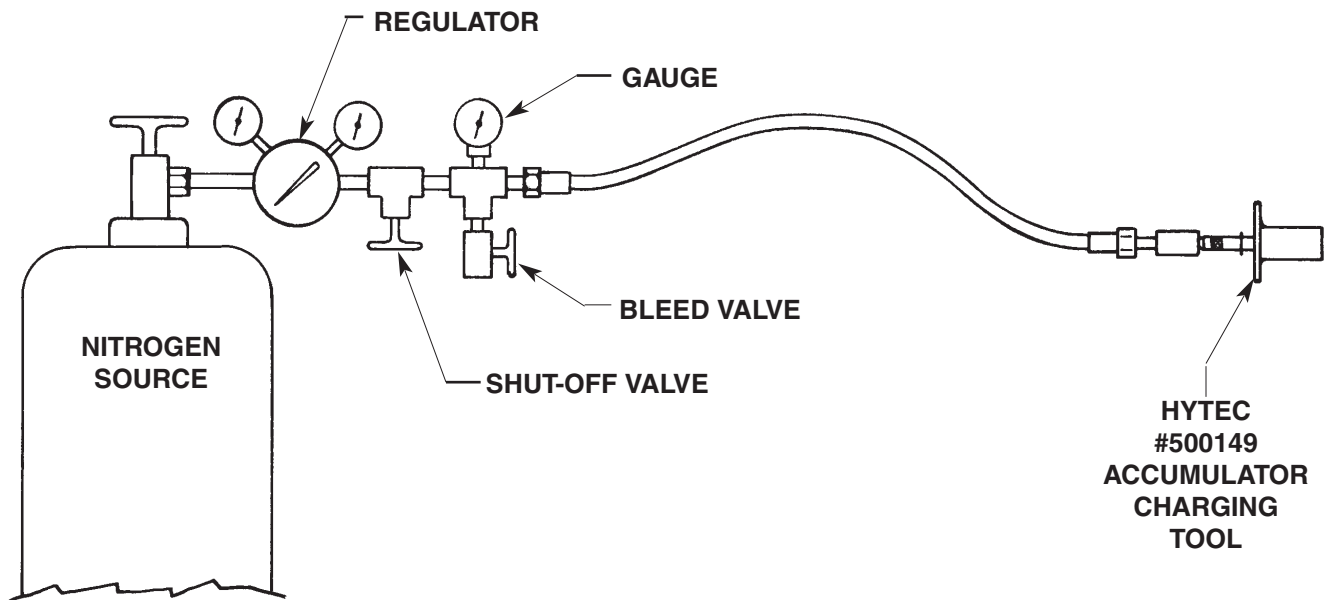 REGULATOR
GAUGE
BLEED VALVE
NITROGEN
SOURCE
SHUT-OFF VALVE
HYTEC
#500149
ACCUMULATOR
CHARGING
TOOL